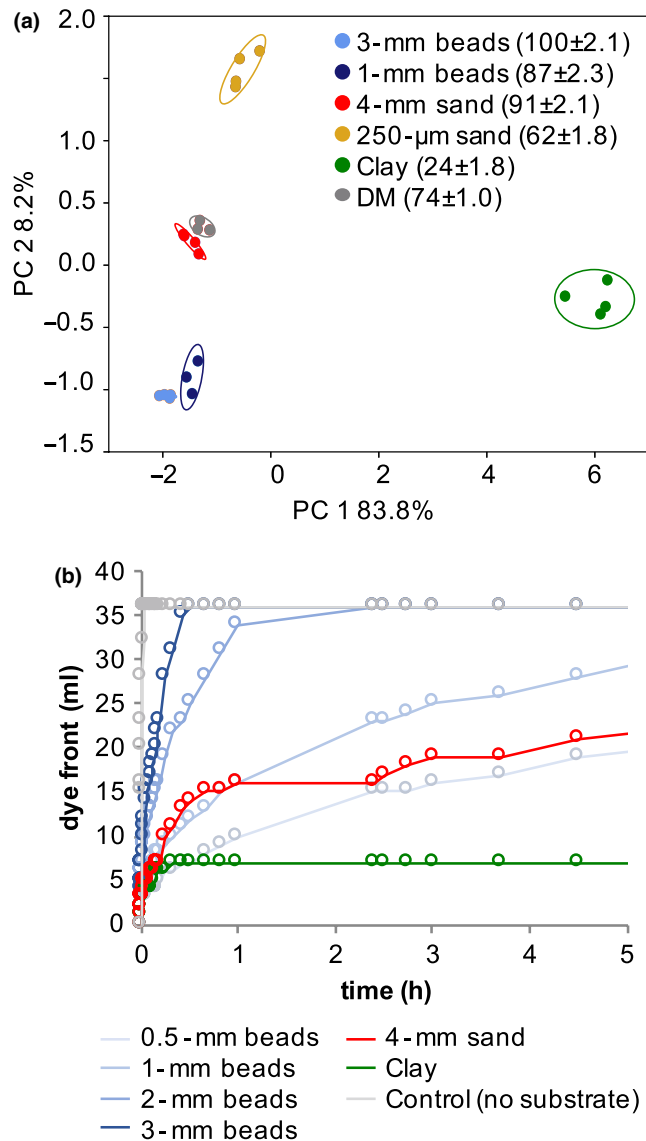 (a)
2.0
1.5
1.0
0.5
0.0
−0.5
−1.0
−1.5
PC 2 8.2%
3-mm beads (100±2.1)
1-mm beads (87±2.3)
4-mm sand (91±2.1)
250-µm sand (62±1.8)
Clay (24±1.8)
DM (74±1.0)
−2 0 2 4 6
PC 1 83.8%
(b)
40
35
30
25
20
15
10
5
0
dye front (ml)
0 1 2 3 4 5
time (h)
0.5-mm beads
1-mm beads
2-mm beads
3-mm beads
4-mm sand
Clay
Control (no substrate)